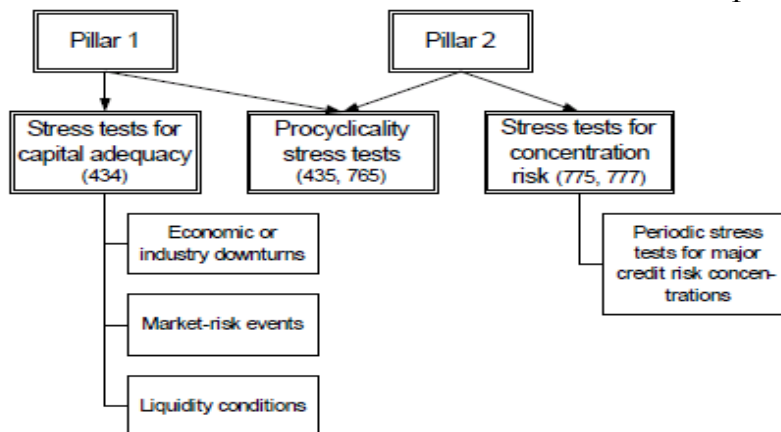 Pillar 1
Pillar 2
Stress tests for
capital adequacy
(434)
Procyclicality
stress tests
(435, 765)
Stress tests for
concentration
risk (775, 777)
Economic or
industry downturns
Market-risk events
Liquidity conditions
Periodic stress
tests for major
credit risk concen-
trations